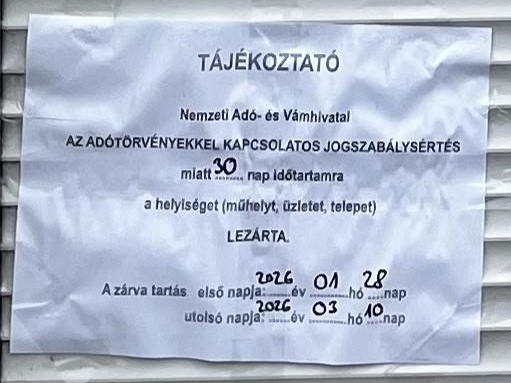 TÁJÉKOZTATÓ
Nemzeti Adó- és Vámhivatal
AZ ADÓTÖRVÉNYEKKEL KAPCSOLATOS JOGSZABÁLYSÉRTÉS
miatt 30 nap időtartamra
a helyiséget (műhelyt, üzletet, telepet)
LEZÁRTA.
A zárva tartás első napja: 2026 év 01 hó 28 nap
utolsó napja: 2026 év 03 hó 10 nap